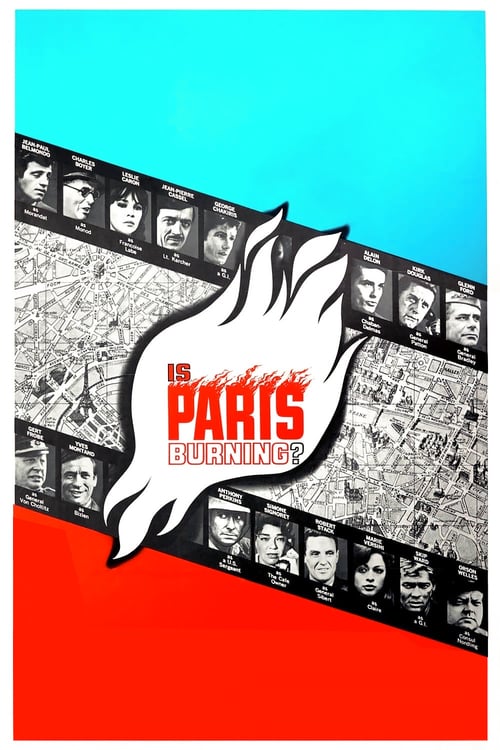 JEAN-PAUL
BELMONDO
as
Morandat
CHARLES
BOYER
as
Monod
LESLIE
CARON
as
Francoise
Labe
JEAN-PIERRE
CASSEL
as
Lt. Karcher
GEORGE
CHAKIRIS
as
a G.I.
ALAIN
DELON
as
Chaban-
Delmas
KIRK
DOUGLAS
as
General
Patton
GLENN
FORD
as
General
Bradley
IS
PARIS
BURNING?
GERT
FROBE
as
General
Von Choltitz
YVES
MONTAND
as
Bizien
ANTHONY
PERKINS
as
a U.S.
Sergeant
SIMONE
SIGNORET
as
The Cafe
Owner
ROBERT
STACK
as
General
Sibert
MARIE
VERSINI
as
Claire
SKIP
WARD
as
a G.I.
ORSON
WELLES
as
Consul
Nordling